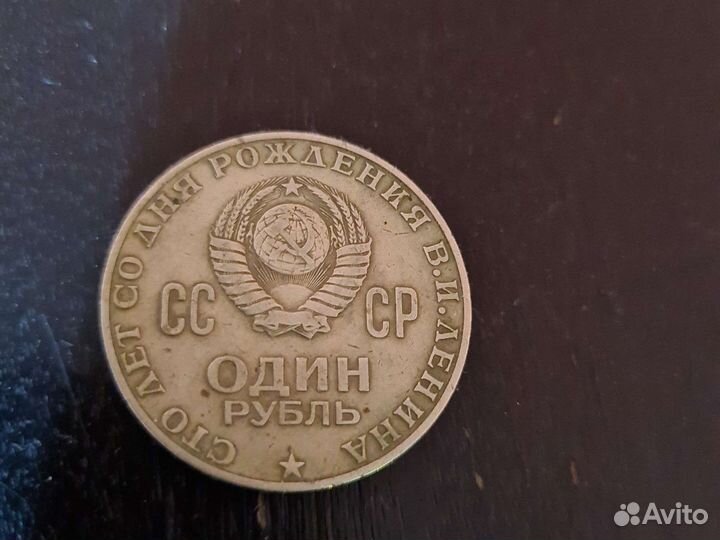 СТО ЛЕТ СО ДНЯ РОЖДЕНИЯ В.И.ЛЕНИНА
СС СР
ОДИН
РУБЛЬ
Avito